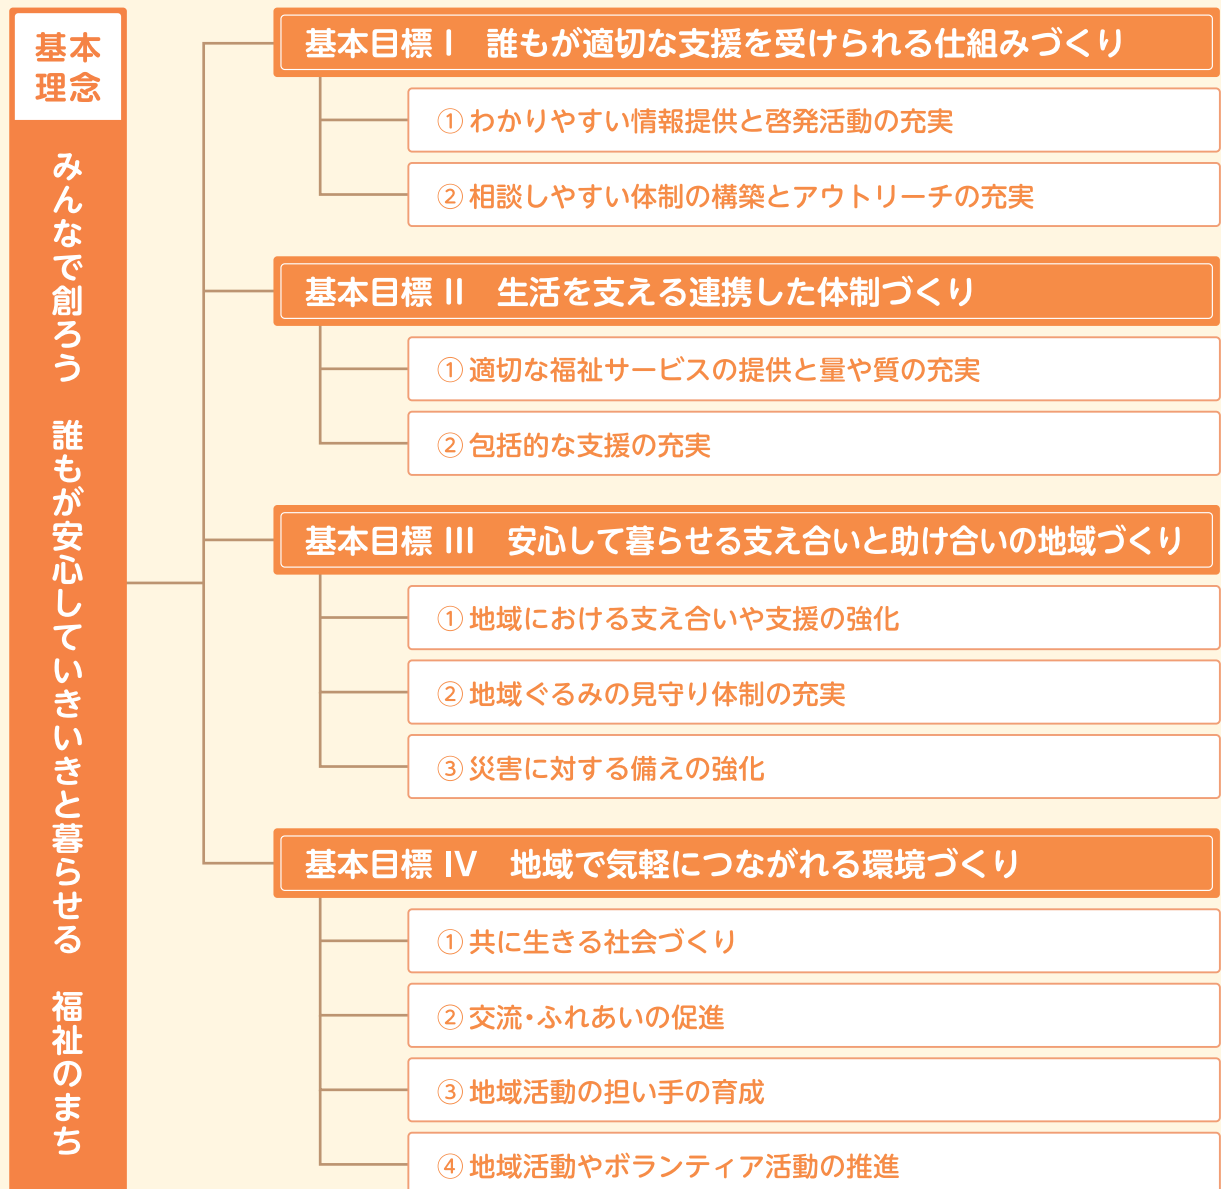 基本
理念
みんなで創ろう　誰もが安心していきいきと暮らせる　福祉のまち
基本目標 I　誰もが適切な支援を受けられる仕組みづくり
① わかりやすい情報提供と啓発活動の充実
② 相談しやすい体制の構築とアウトリーチの充実
基本目標 II　生活を支える連携した体制づくり
① 適切な福祉サービスの提供と量や質の充実
② 包括的な支援の充実
基本目標 III　安心して暮らせる支え合いと助け合いの地域づくり
① 地域における支え合いや支援の強化
② 地域ぐるみの見守り体制の充実
③ 災害に対する備えの強化
基本目標 IV　地域で気軽につながれる環境づくり
① 共に生きる社会づくり
② 交流・ふれあいの促進
③ 地域活動の担い手の育成
④ 地域活動やボランティア活動の推進